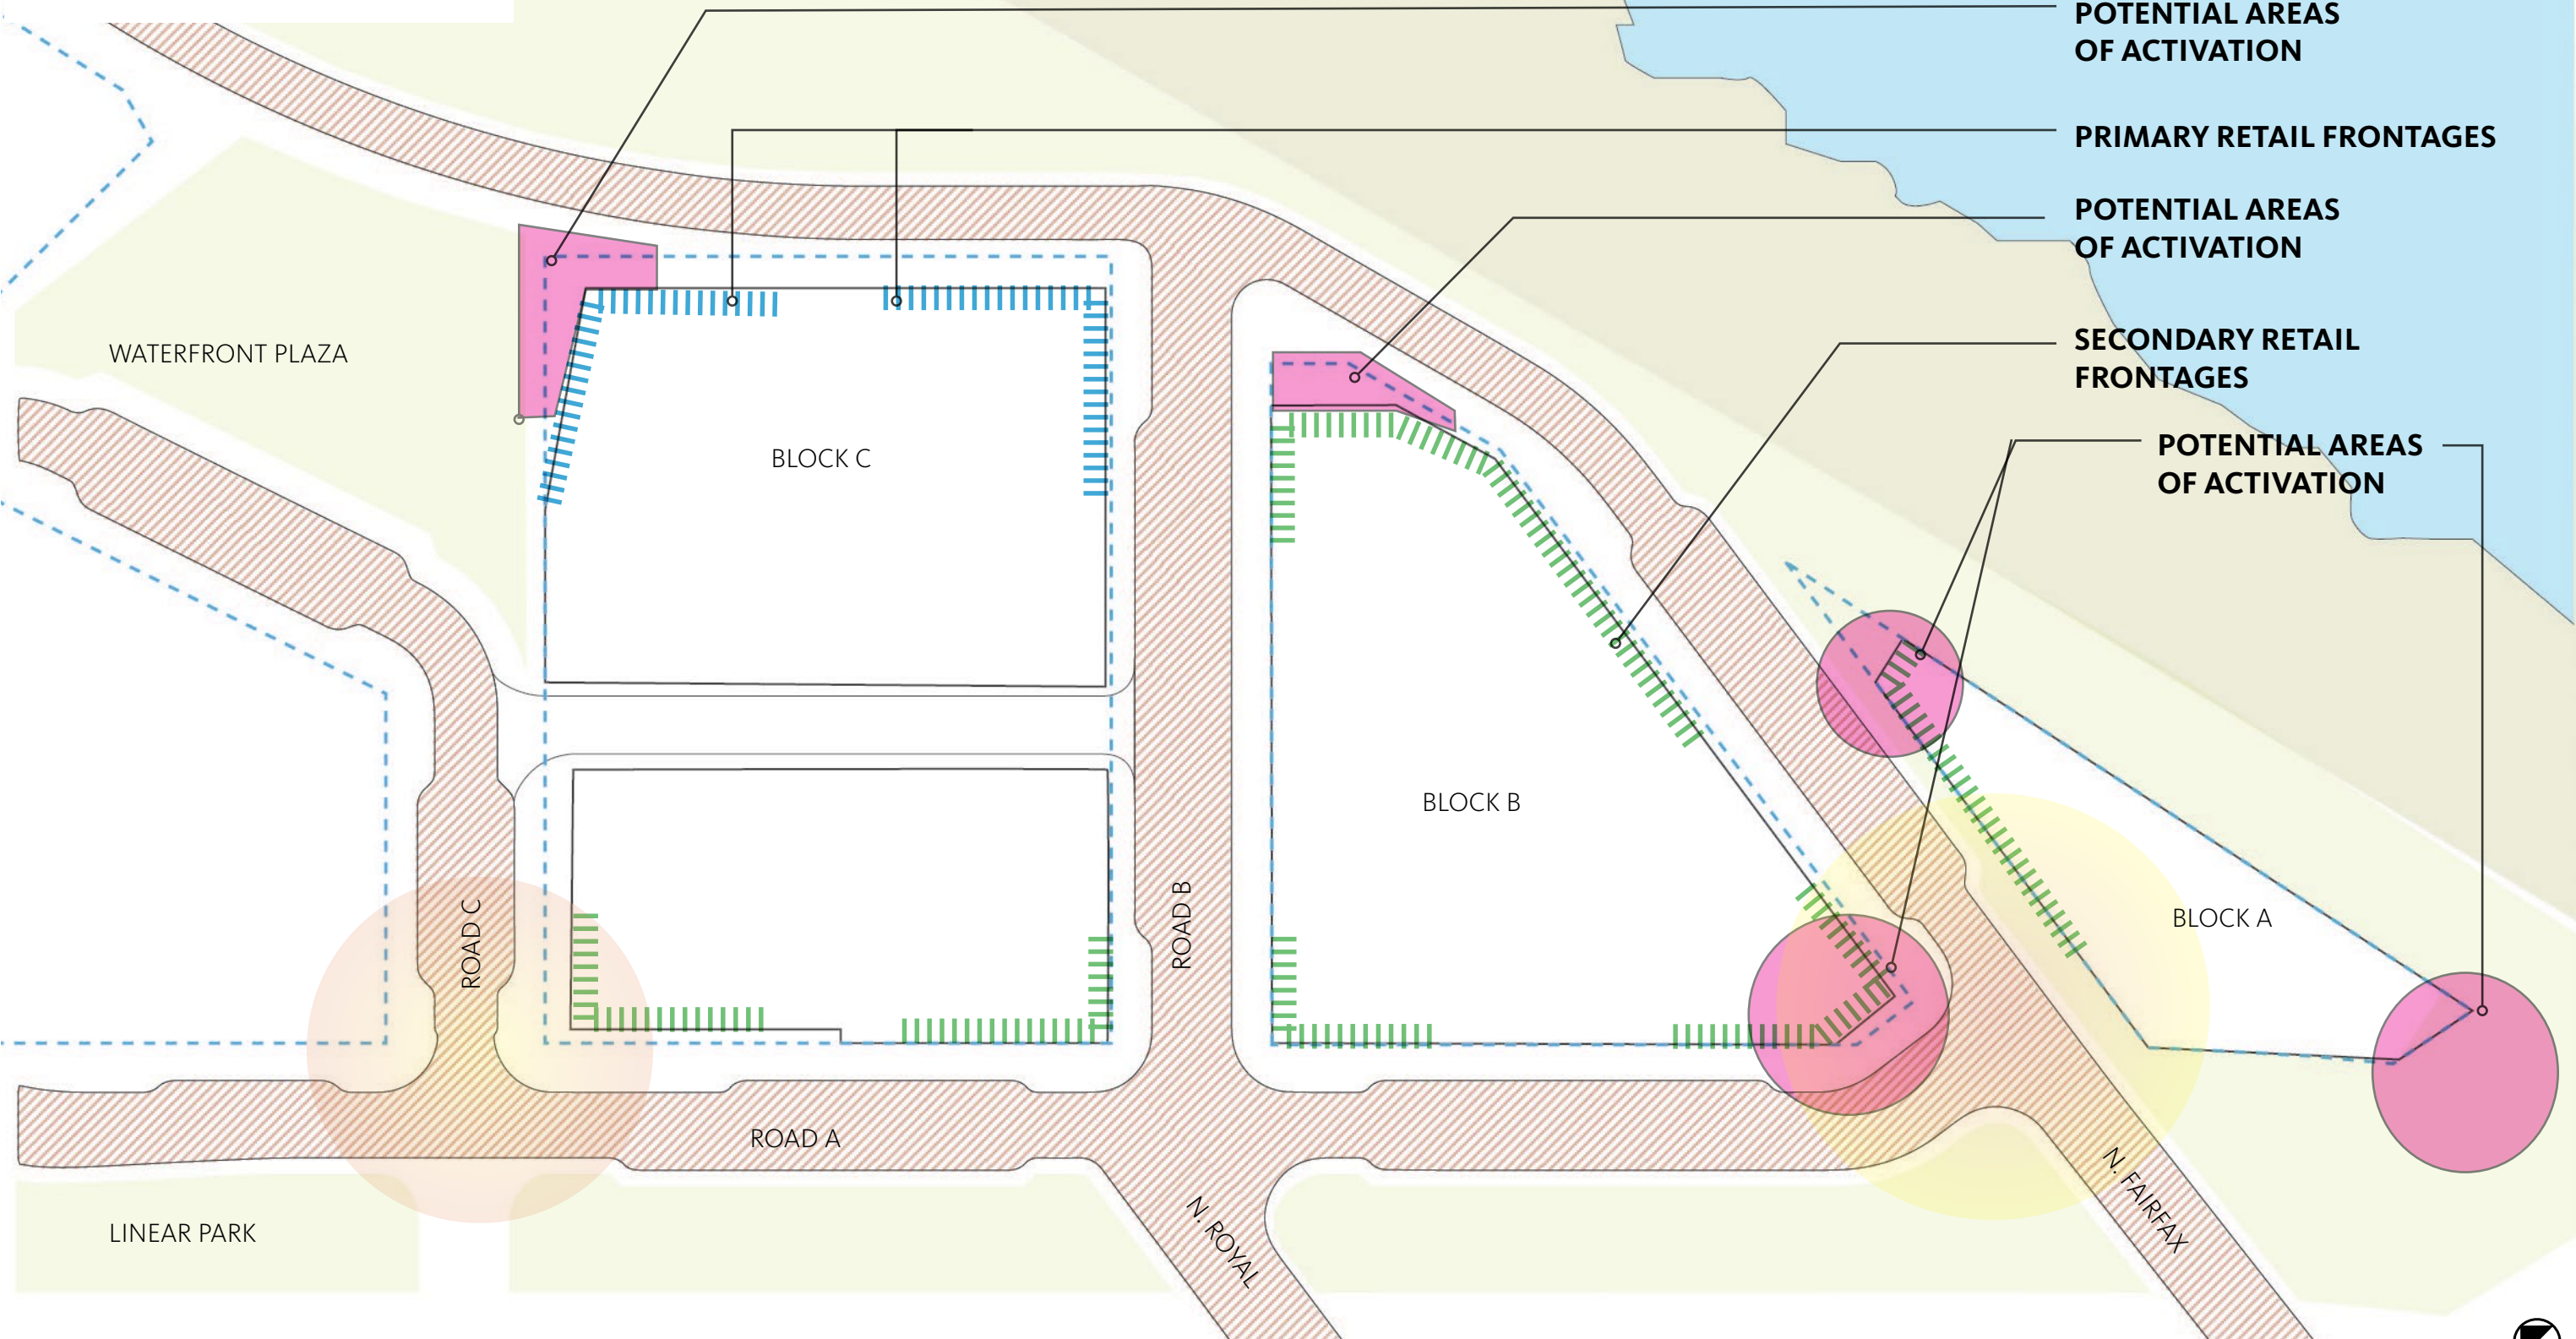 POTENTIAL AREAS
OF ACTIVATION
PRIMARY RETAIL FRONTAGES
POTENTIAL AREAS
OF ACTIVATION
SECONDARY RETAIL
FRONTAGES
POTENTIAL AREAS
OF ACTIVATION
WATERFRONT PLAZA
BLOCK C
BLOCK B
BLOCK A
ROAD C
ROAD B
ROAD A
LINEAR PARK
N. ROYAL
N. FAIRFAX